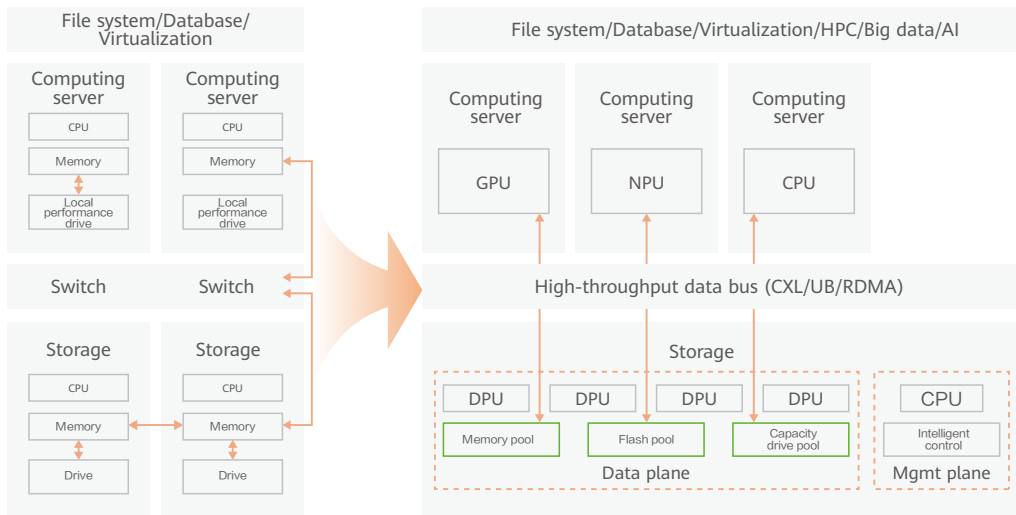 File system/Database/
Virtualization
Computing
server
CPU
Memory
Local
performance
drive
Computing
server
CPU
Memory
Local
performance
drive
Switch
Switch
Storage
CPU
Memory
Drive
Storage
CPU
Memory
Drive
File system/Database/Virtualization/HPC/Big data/AI
Computing
server
GPU
Computing
server
NPU
Computing
server
CPU
High-throughput data bus (CXL/UB/RDMA)
Storage
DPU
DPU
DPU
DPU
Memory pool
Flash pool
Capacity
drive pool
Data plane
CPU
Intelligent
control
Mgmt plane